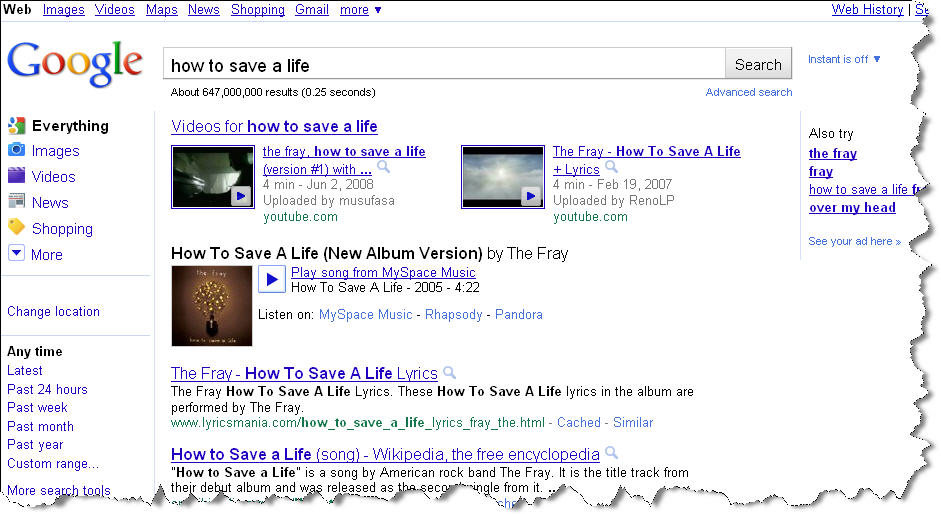 Web Images Videos Maps News Shopping Gmail more ▼ Web History |
Google
how to save a life Search
Instant is off ▼
About 647,000,000 results (0.25 seconds) Advanced search
Everything
Images
Videos
News
Shopping
More
Change location
Any time
Latest
Past 24 hours
Past week
Past month
Past year
Custom range...
More search tools
Videos for how to save a life
the fray, how to save a life
(version #1) with ...
4 min - Jun 2, 2008
Uploaded by musufasa
youtube.com
The Fray - How To Save A Life
+ Lyrics
4 min - Feb 19, 2007
Uploaded by RenoLP
youtube.com
How To Save A Life (New Album Version) by The Fray
the fray
how to save a life
Play song from MySpace Music
How To Save A Life - 2005 - 4:22
Listen on: MySpace Music - Rhapsody - Pandora
The Fray - How To Save A Life Lyrics
The Fray How To Save A Life Lyrics. These How To Save A Life lyrics in the album are
performed by The Fray.
www.lyricsmania.com/how_to_save_a_life_lyrics_fray_the.html - Cached - Similar
How to Save a Life (song) - Wikipedia, the free encyclopedia
"How to Save a Life" is a song by American rock band The Fray. It is the title track from
their debut album and was released as the second single from it. ...
Also try
the fray
fray
how to save a life
over my head
See your ad here »